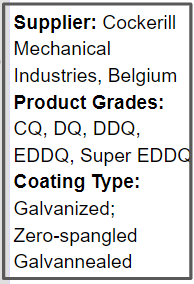 Supplier: Cockerill
Mechanical
Industries, Belgium
Product Grades:
CQ, DQ, DDQ,
EDDQ, Super EDDQ
Coating Type:
Galvanized;
Zero-spangled
Galvannealed